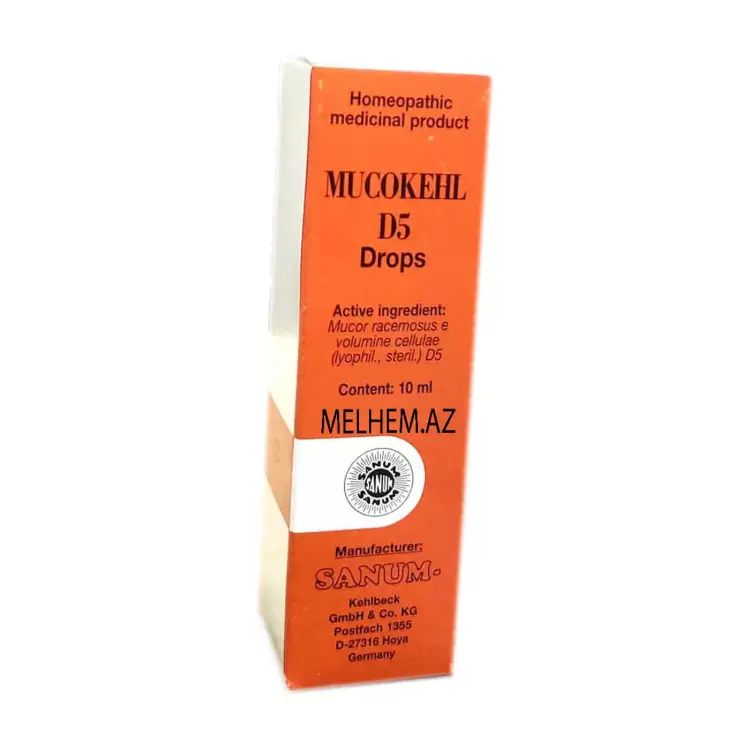 Homeopathic
medicinal product
MUCOKEHL
D5
Drops
Active ingredient:
Mucor racemosus e
volumine cellulae
(lyophil., steril.) D5
Content: 10 ml
MELHEM.AZ
SANUM
SANUM
SANUM
Manufacturer:
SANUM-
Kehlbeck
GmbH & Co. KG
Postfach 1355
D-27316 Hoya
Germany